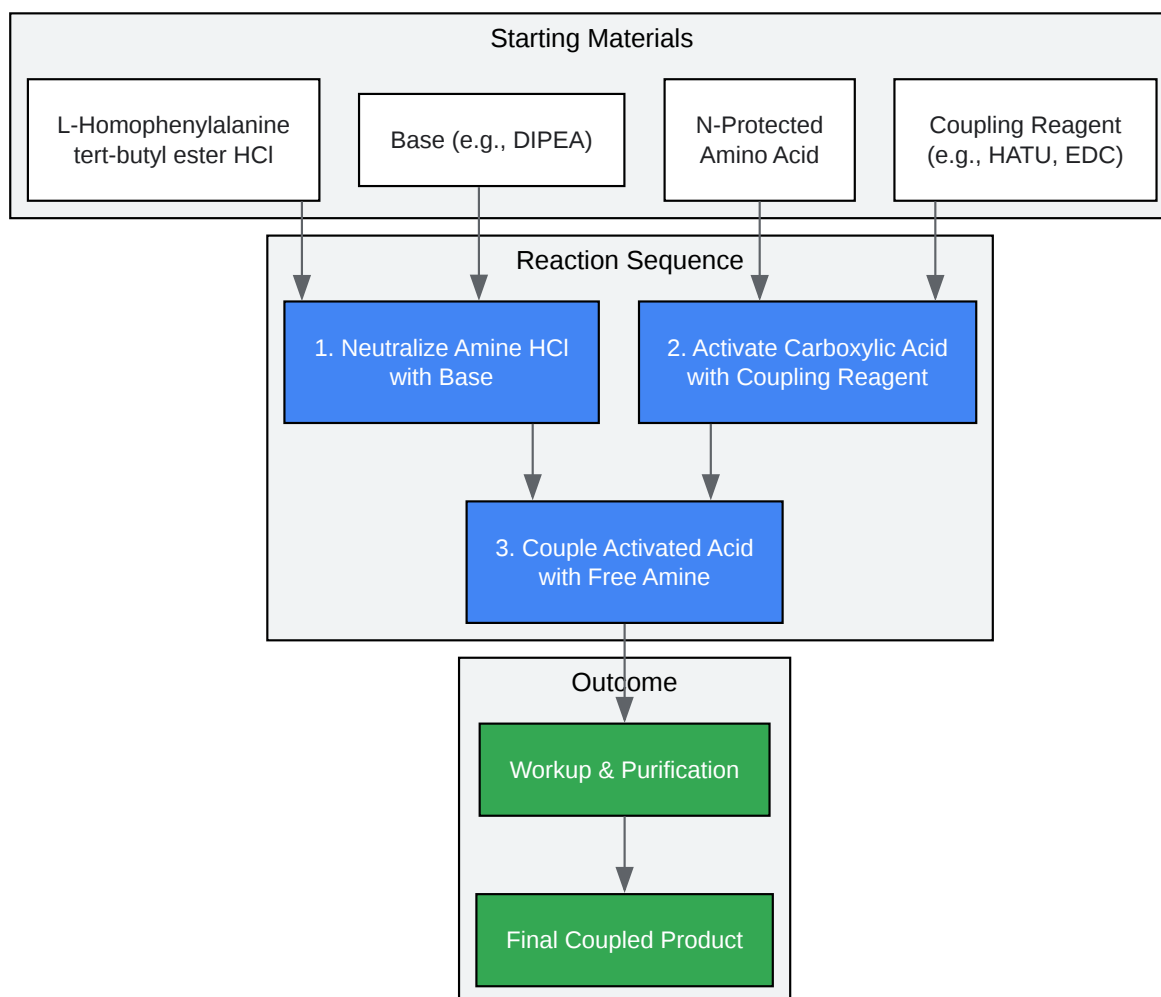 Starting Materials
L-Homophenylalanine
tert-butyl ester HCl
Base (e.g., DIPEA)
N-Protected
Amino Acid
Coupling Reagent
(e.g., HATU, EDC)
Reaction Sequence
1. Neutralize Amine HCl
with Base
2. Activate Carboxylic Acid
with Coupling Reagent
3. Couple Activated Acid
with Free Amine
Outcome
Workup & Purification
Final Coupled Product